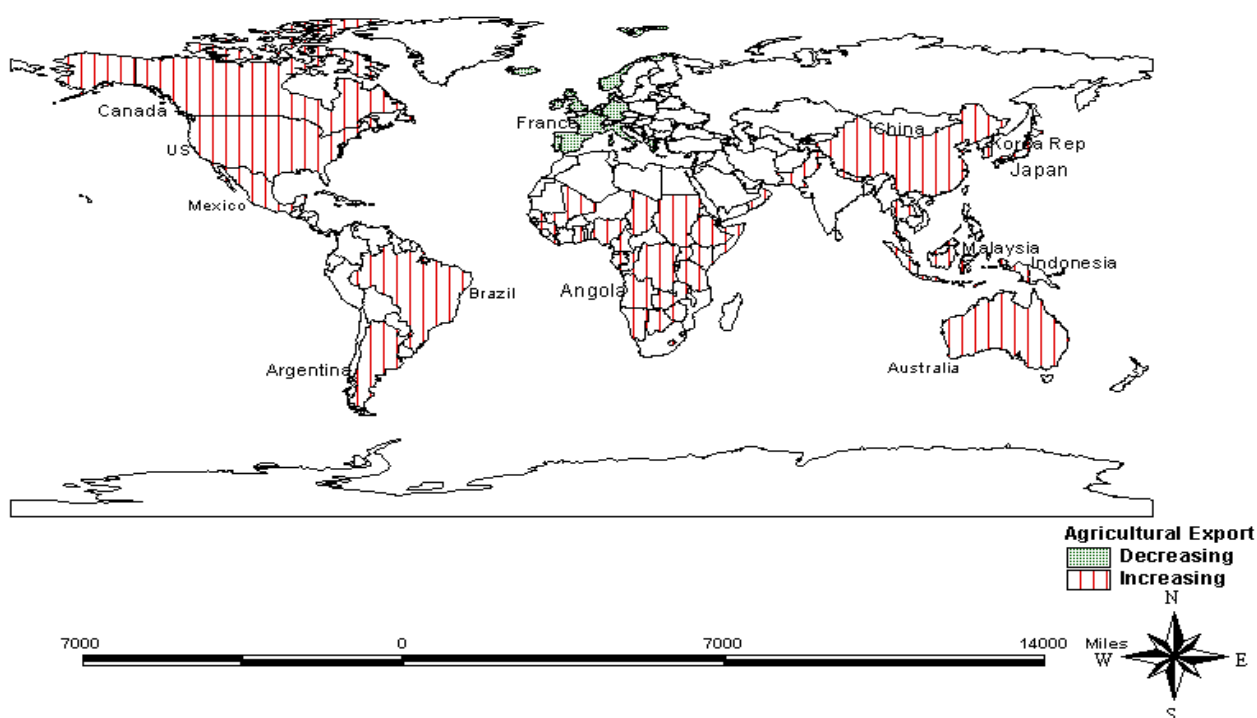 Canada
France
China
US
Korea Rep
Japan
Mexico
Malaysia
Indonesia
Brazil
Angola
Argentina
Australia
Agricultural Export
Decreasing
Increasing
N
7000 0 7000 14000 Miles
W E
S